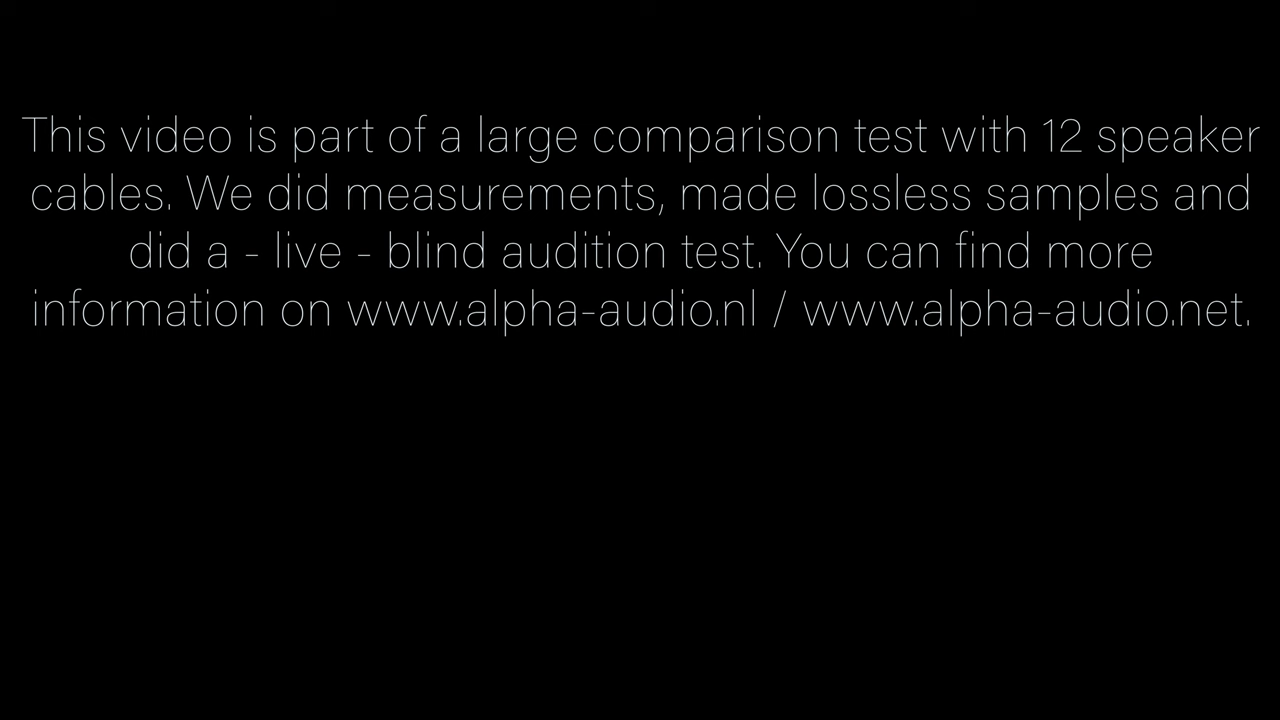 This video is part of a large comparison test with 12 speaker
cables. We did measurements, made lossless samples and
did a - live - blind audition test. You can find more
information on www.alpha-audio.nl / www.alpha-audio.net.